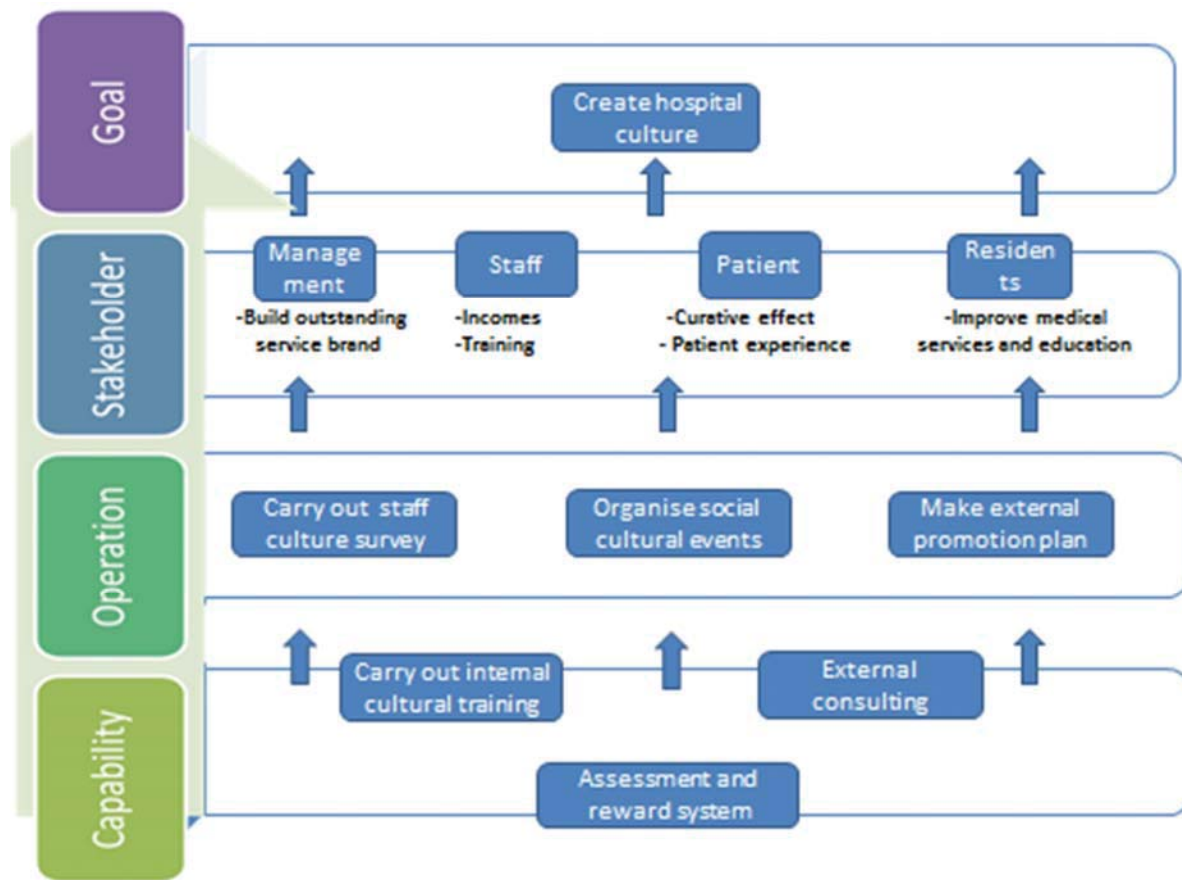 Goal
Create hospital
culture
Stakeholder
Manage
ment
-Build outstanding
service brand
Staff
-Incomes
-Training
Patient
-Curative effect
- Patient experience
Residen
ts
-Improve medical
services and education
Operation
Carry out staff
culture survey
Organise social
cultural events
Make external
promotion plan
Capability
Carry out internal
cultural training
External
consulting
Assessment and
reward system